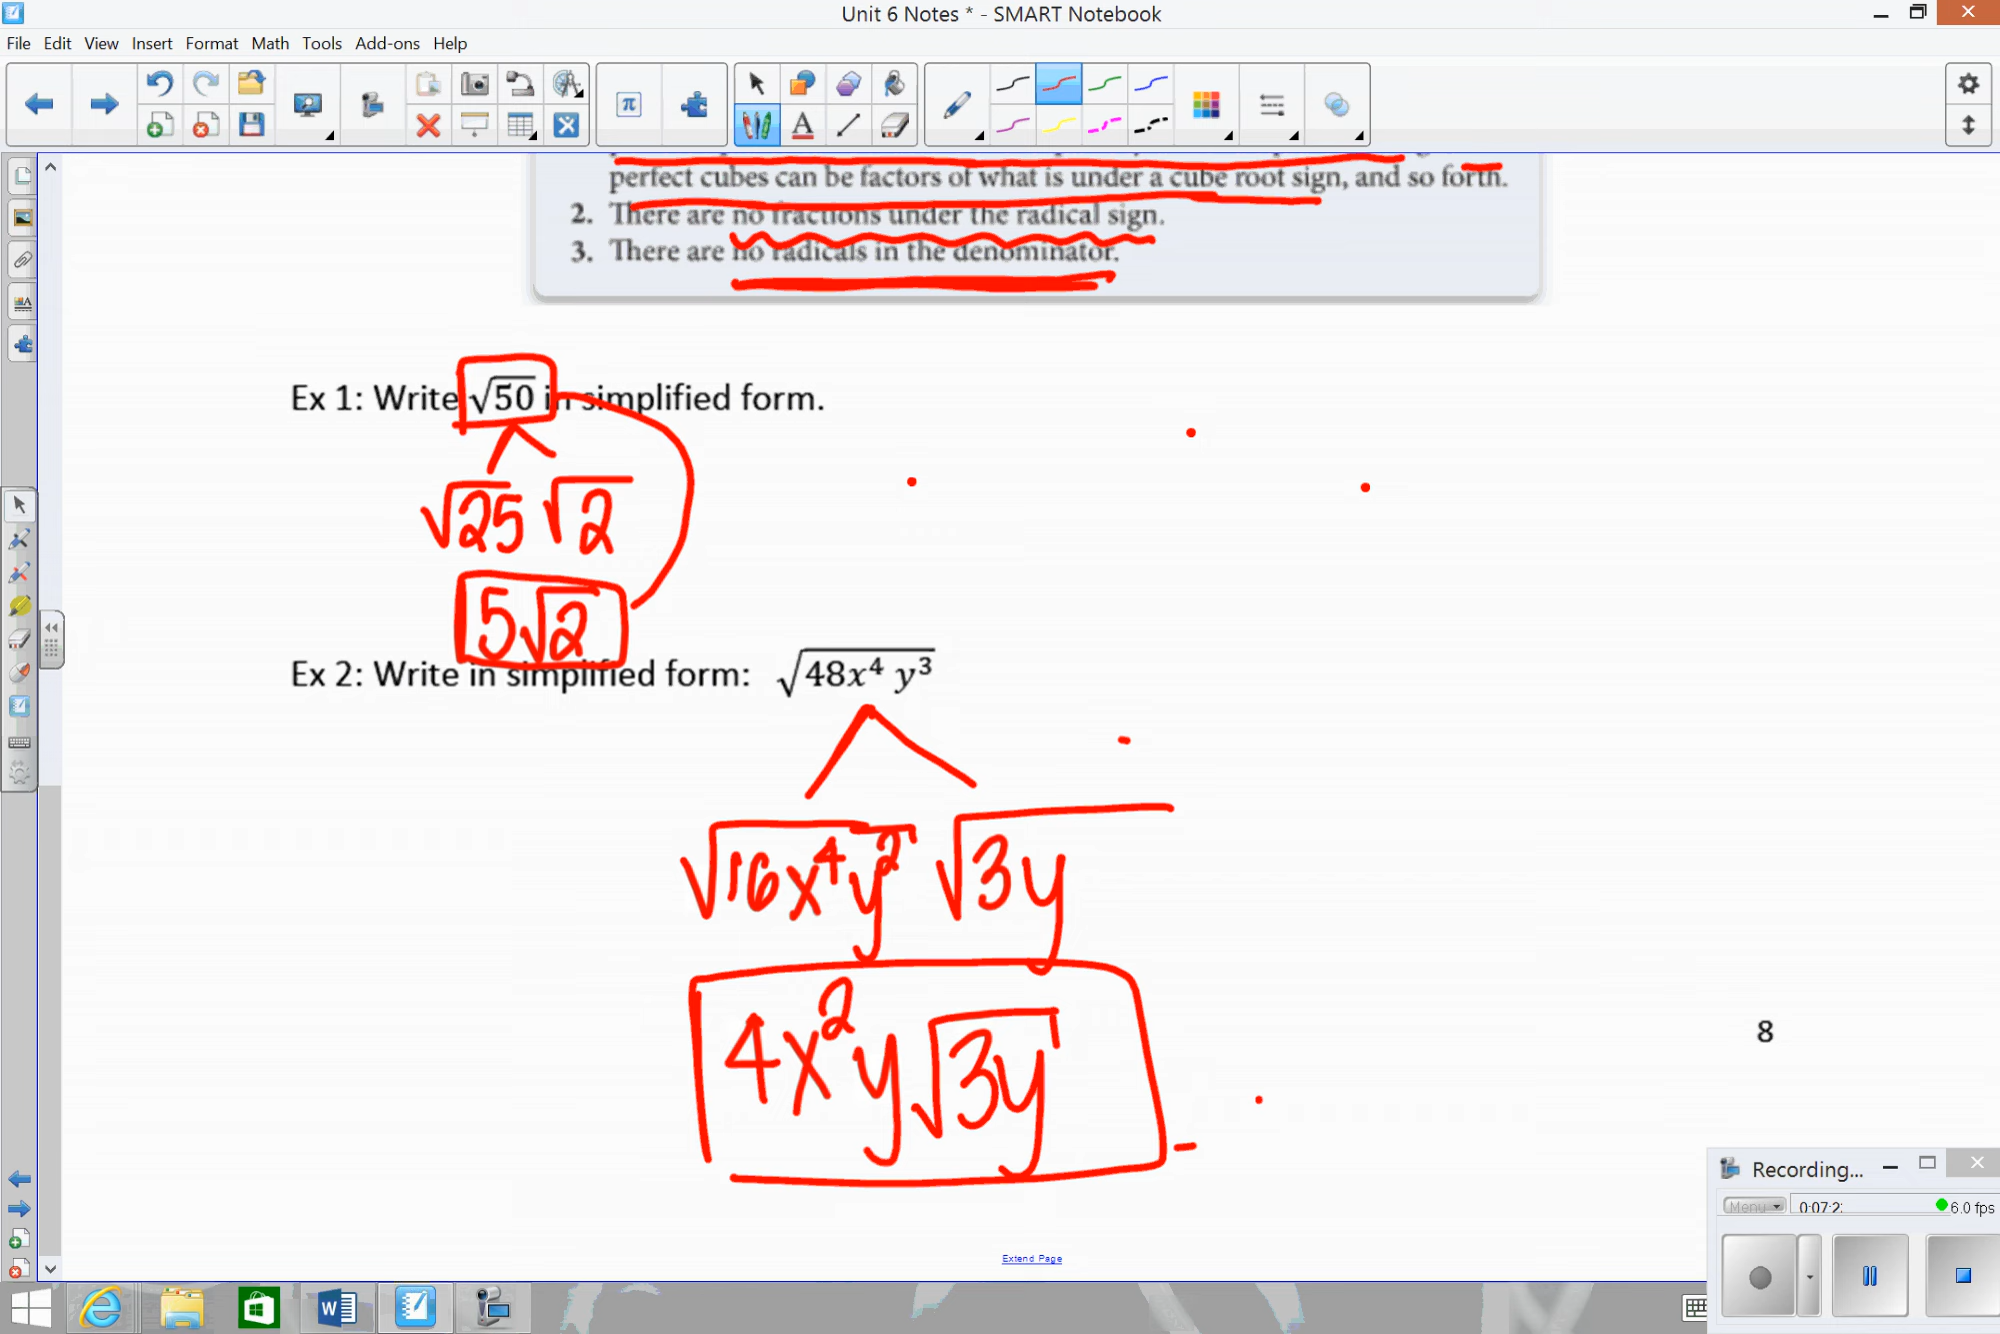 Unit 6 Notes * - SMART Notebook
File Edit View Insert Format Math Tools Add-ons Help
perfect cubes can be factors of what is under a cube root sign, and so forth.
2. There are no fractions under the radical sign.
3. There are no radicals in the denominator.
Ex 1: Write √50 in simplified form.
√25 √2
5√2
Ex 2: Write in simplified form: √48x⁴ y³
√16x⁴y² √3y
4x²y√3y
8
Extend Page
Recording...
Menu 0:07:2 6.0 fps